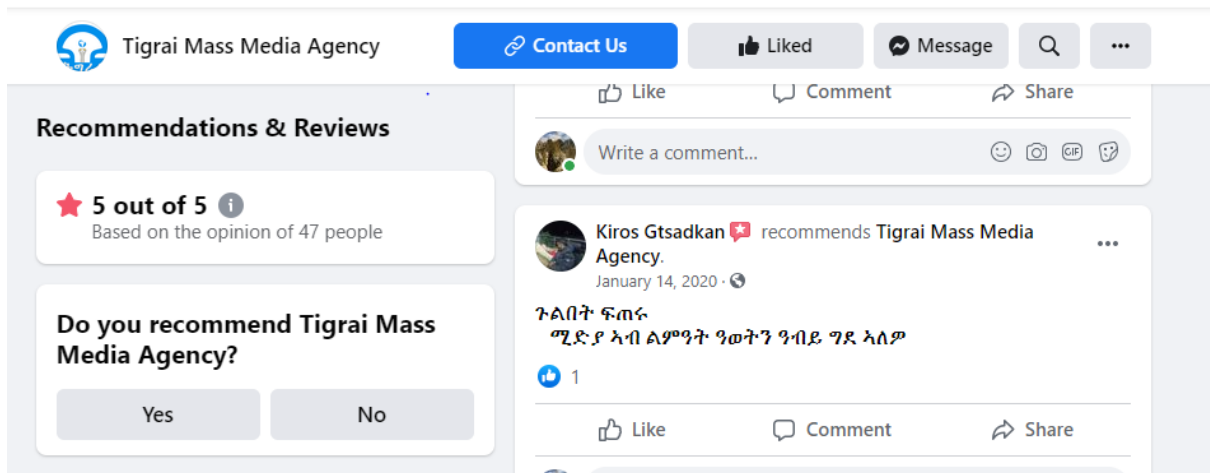 Tigrai Mass Media Agency
Contact Us
Liked
Message
Recommendations & Reviews
5 out of 5
Based on the opinion of 47 people
Do you recommend Tigrai Mass
Media Agency?
Yes
No
Like
Comment
Share
Write a comment...
GIF
Kiros Gtsadkan recommends Tigrai Mass Media
Agency.
January 14, 2020 ·
ጉልበት ፍጠሩ
ሚድያ ኣብ ልምዓት ዓወትን ዓብይ ግደ ኣለዎ
1
Like
Comment
Share